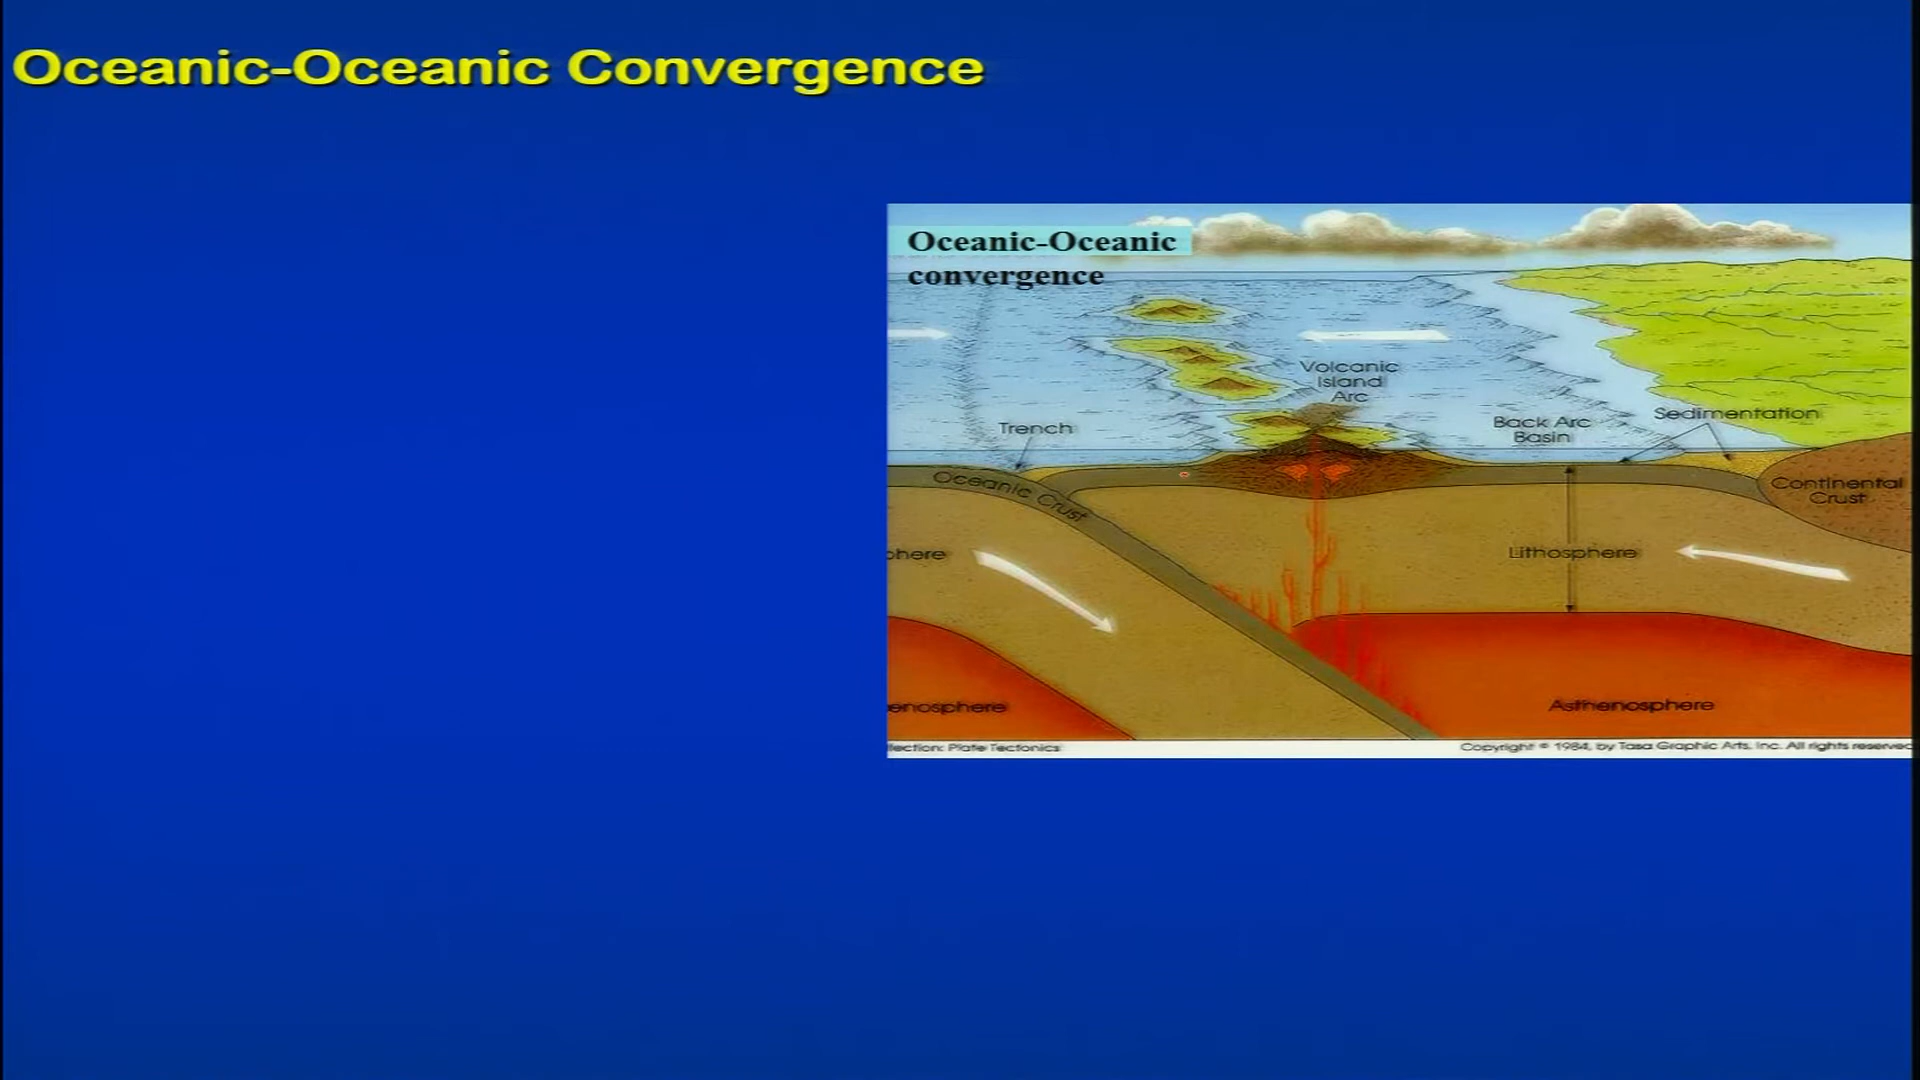 Oceanic-Oceanic Convergence
Oceanic-Oceanic
convergence
Volcanic
Island
Arc
Trench
Back Arc
Basin
Sedimentation
Oceanic Crust
Continental
Crust
phere
Lithosphere
enosphere
Asthenosphere
lection: Plate Tectonics
Copyright © 1984, by Tasa Graphic Arts, Inc. All rights reserved